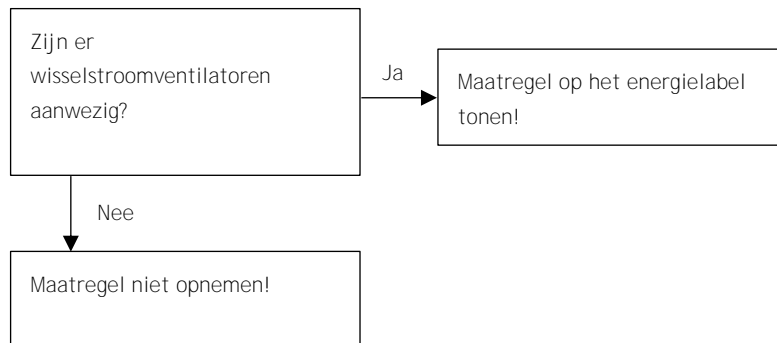 Zijn er
wisselstroomventilatoren
aanwezig?
Ja
Maatregel op het energielabel
tonen!
Nee
Maatregel niet opnemen!